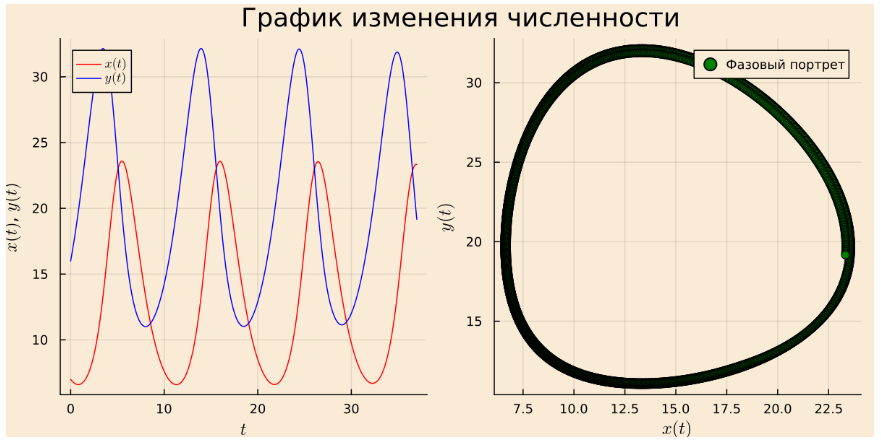 График изменения численности
x(t)
y(t)
x(t), y(t)
30
25
20
15
10
0
10
20
30
t
Фазовый портрет
y(t)
30
25
20
15
7.5
10.0
12.5
15.0
17.5
20.0
22.5
x(t)